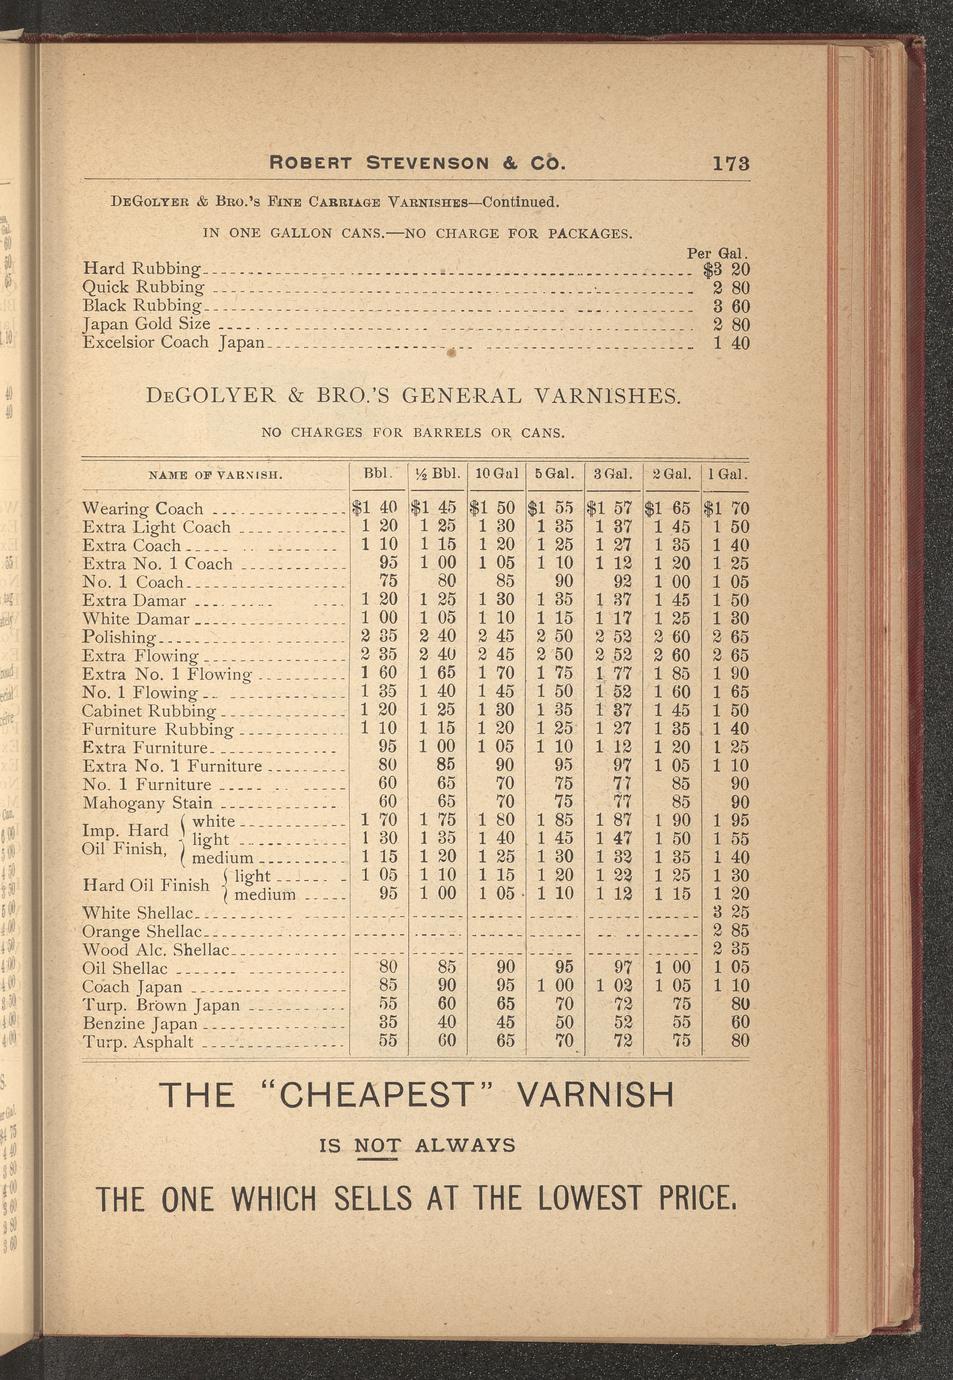 ROBERT STEVENSON & CO. 173
DEGOLYER & BRO.'S FINE CARRIAGE VARNISHES—Continued.
IN ONE GALLON CANS.—NO CHARGE FOR PACKAGES.
Per Gal.
Hard Rubbing $3 20
Quick Rubbing 2 80
Black Rubbing 3 60
Japan Gold Size 2 80
Excelsior Coach Japan 1 40
DEGOLYER & BRO.'S GENERAL VARNISHES.
NO CHARGES FOR BARRELS OR CANS.
NAME OF VARNISH. Bbl. ½ Bbl. 10 Gal 5 Gal. 3 Gal. 2 Gal. 1 Gal.
Wearing Coach $1 40 $1 45 $1 50 $1 55 $1 57 $1 65 $1 70
Extra Light Coach 1 20 1 25 1 30 1 35 1 37 1 45 1 50
Extra Coach 1 10 1 15 1 20 1 25 1 27 1 35 1 40
Extra No. 1 Coach 95 1 00 1 05 1 10 1 12 1 20 1 25
No. 1 Coach 75 80 85 90 92 1 00 1 05
Extra Damar 1 20 1 25 1 30 1 35 1 37 1 45 1 50
White Damar 1 00 1 05 1 10 1 15 1 17 1 25 1 30
Polishing 2 35 2 40 2 45 2 50 2 52 2 60 2 65
Extra Flowing 2 35 2 40 2 45 2 50 2 52 2 60 2 65
Extra No. 1 Flowing 1 60 1 65 1 70 1 75 1 77 1 85 1 90
No. 1 Flowing 1 35 1 40 1 45 1 50 1 52 1 60 1 65
Cabinet Rubbing 1 20 1 25 1 30 1 35 1 37 1 45 1 50
Furniture Rubbing 1 10 1 15 1 20 1 25 1 27 1 35 1 40
Extra Furniture 95 1 00 1 05 1 10 1 12 1 20 1 25
Extra No. 1 Furniture 80 85 90 95 97 1 05 1 10
No. 1 Furniture 60 65 70 75 77 85 90
Mahogany Stain 60 65 70 75 77 85 90
Imp. Hard Oil Finish, white 1 70 1 75 1 80 1 85 1 87 1 90 1 95
light 1 30 1 35 1 40 1 45 1 47 1 50 1 55
medium 1 15 1 20 1 25 1 30 1 32 1 35 1 40
Hard Oil Finish light 1 05 1 10 1 15 1 20 1 22 1 25 1 30
medium 95 1 00 1 05 1 10 1 12 1 15 1 20
White Shellac 3 25
Orange Shellac 2 85
Wood Alc. Shellac 2 35
Oil Shellac 80 85 90 95 97 1 00 1 05
Coach Japan 85 90 95 1 00 1 02 1 05 1 10
Turp. Brown Japan 55 60 65 70 72 75 80
Benzine Japan 35 40 45 50 52 55 60
Turp. Asphalt 55 60 65 70 72 75 80
THE "CHEAPEST" VARNISH
IS NOT ALWAYS
THE ONE WHICH SELLS AT THE LOWEST PRICE.